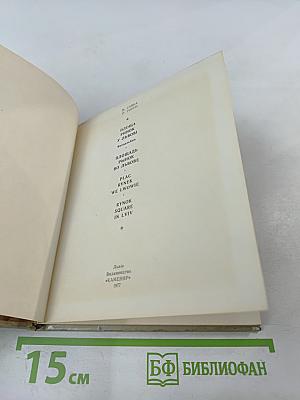 ПЛОЩА
РИНОК
У ЛЬВОВІ
ПЛОЩАДЬ
РЫНОК
ВО ЛЬВОВЕ
PLAC
RYNEK
WE LWOWIE
RYNOK
SQUARE
IN LVIV
Львів
Видавництво
«КАМЕНЯР»
1977
15 см
БФ БИБЛИОФАН